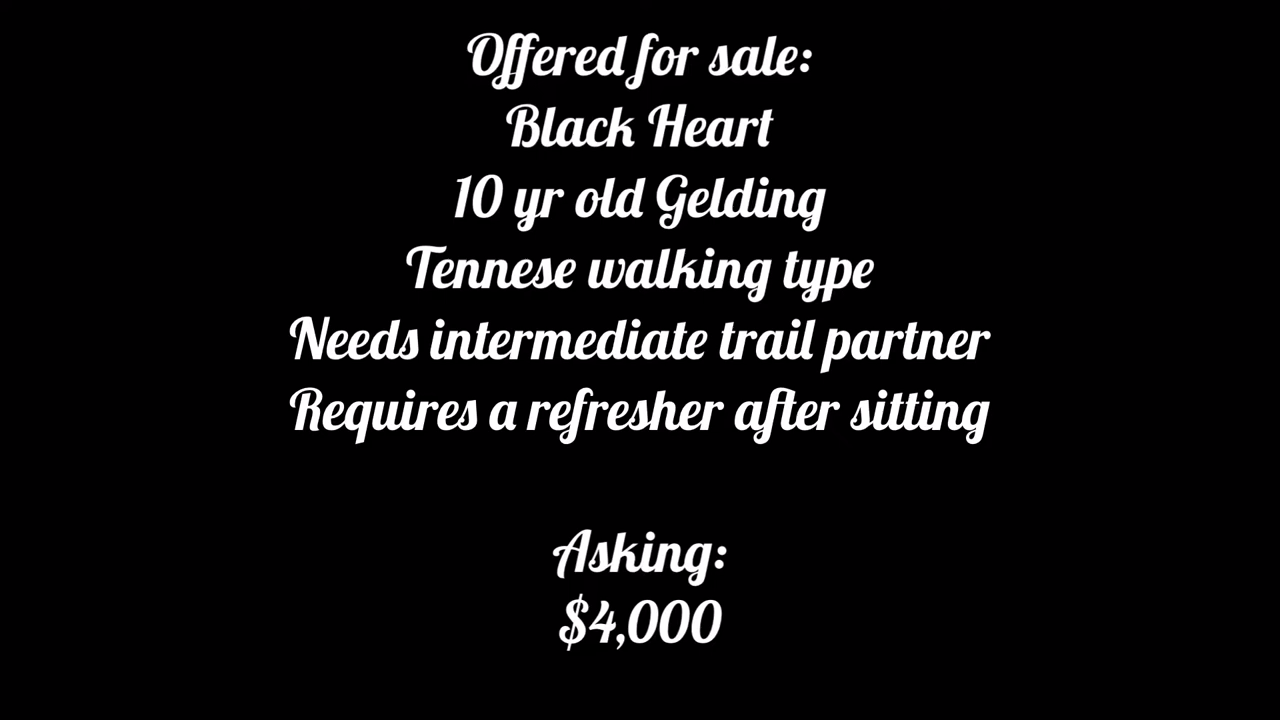 Offered for sale:
Black Heart
10 yr old Gelding
Tennese walking type
Needs intermediate trail partner
Requires a refresher after sitting
Asking:
$4,000